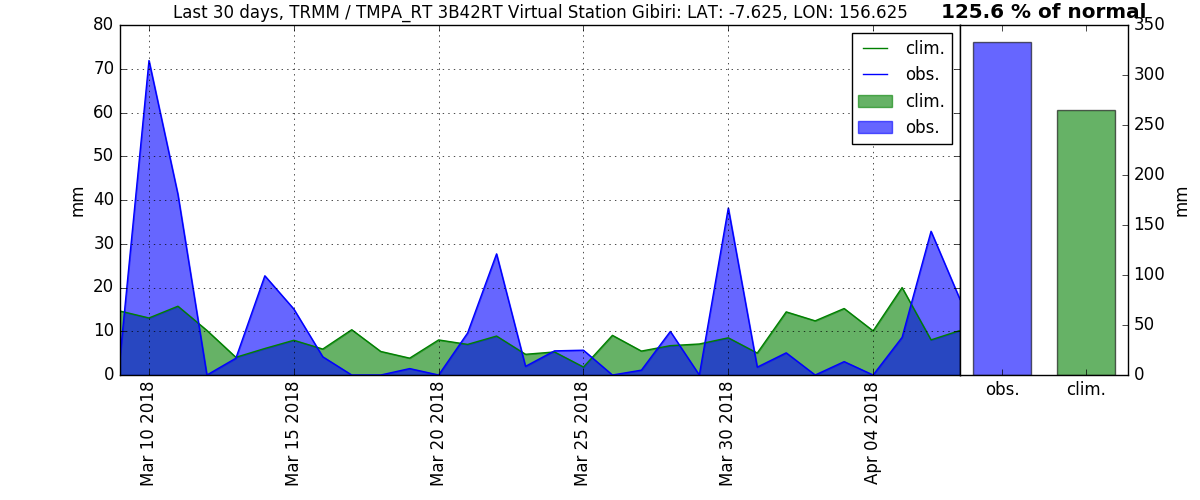 Last 30 days, TRMM / TMPA_RT 3B42RT Virtual Station Gibiri: LAT: -7.625, LON: 156.625
125.6 % of normal
80
70
60
50
40
30
20
10
0
mm
clim.
obs.
clim.
obs.
350
300
250
200
150
100
50
0
mm
obs.
clim.
Mar 10 2018
Mar 15 2018
Mar 20 2018
Mar 25 2018
Mar 30 2018
Apr 04 2018